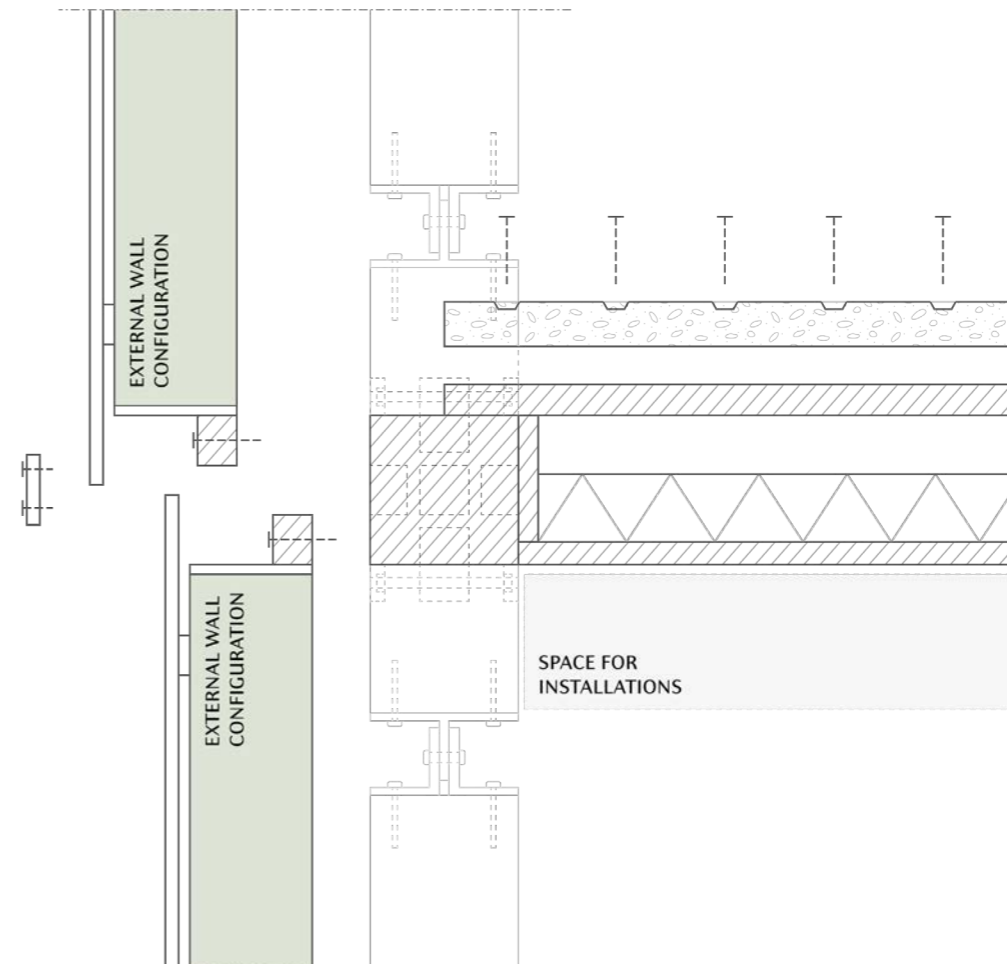 EXTERNAL WALL
CONFIGURATION
EXTERNAL WALL
CONFIGURATION
SPACE FOR
INSTALLATIONS